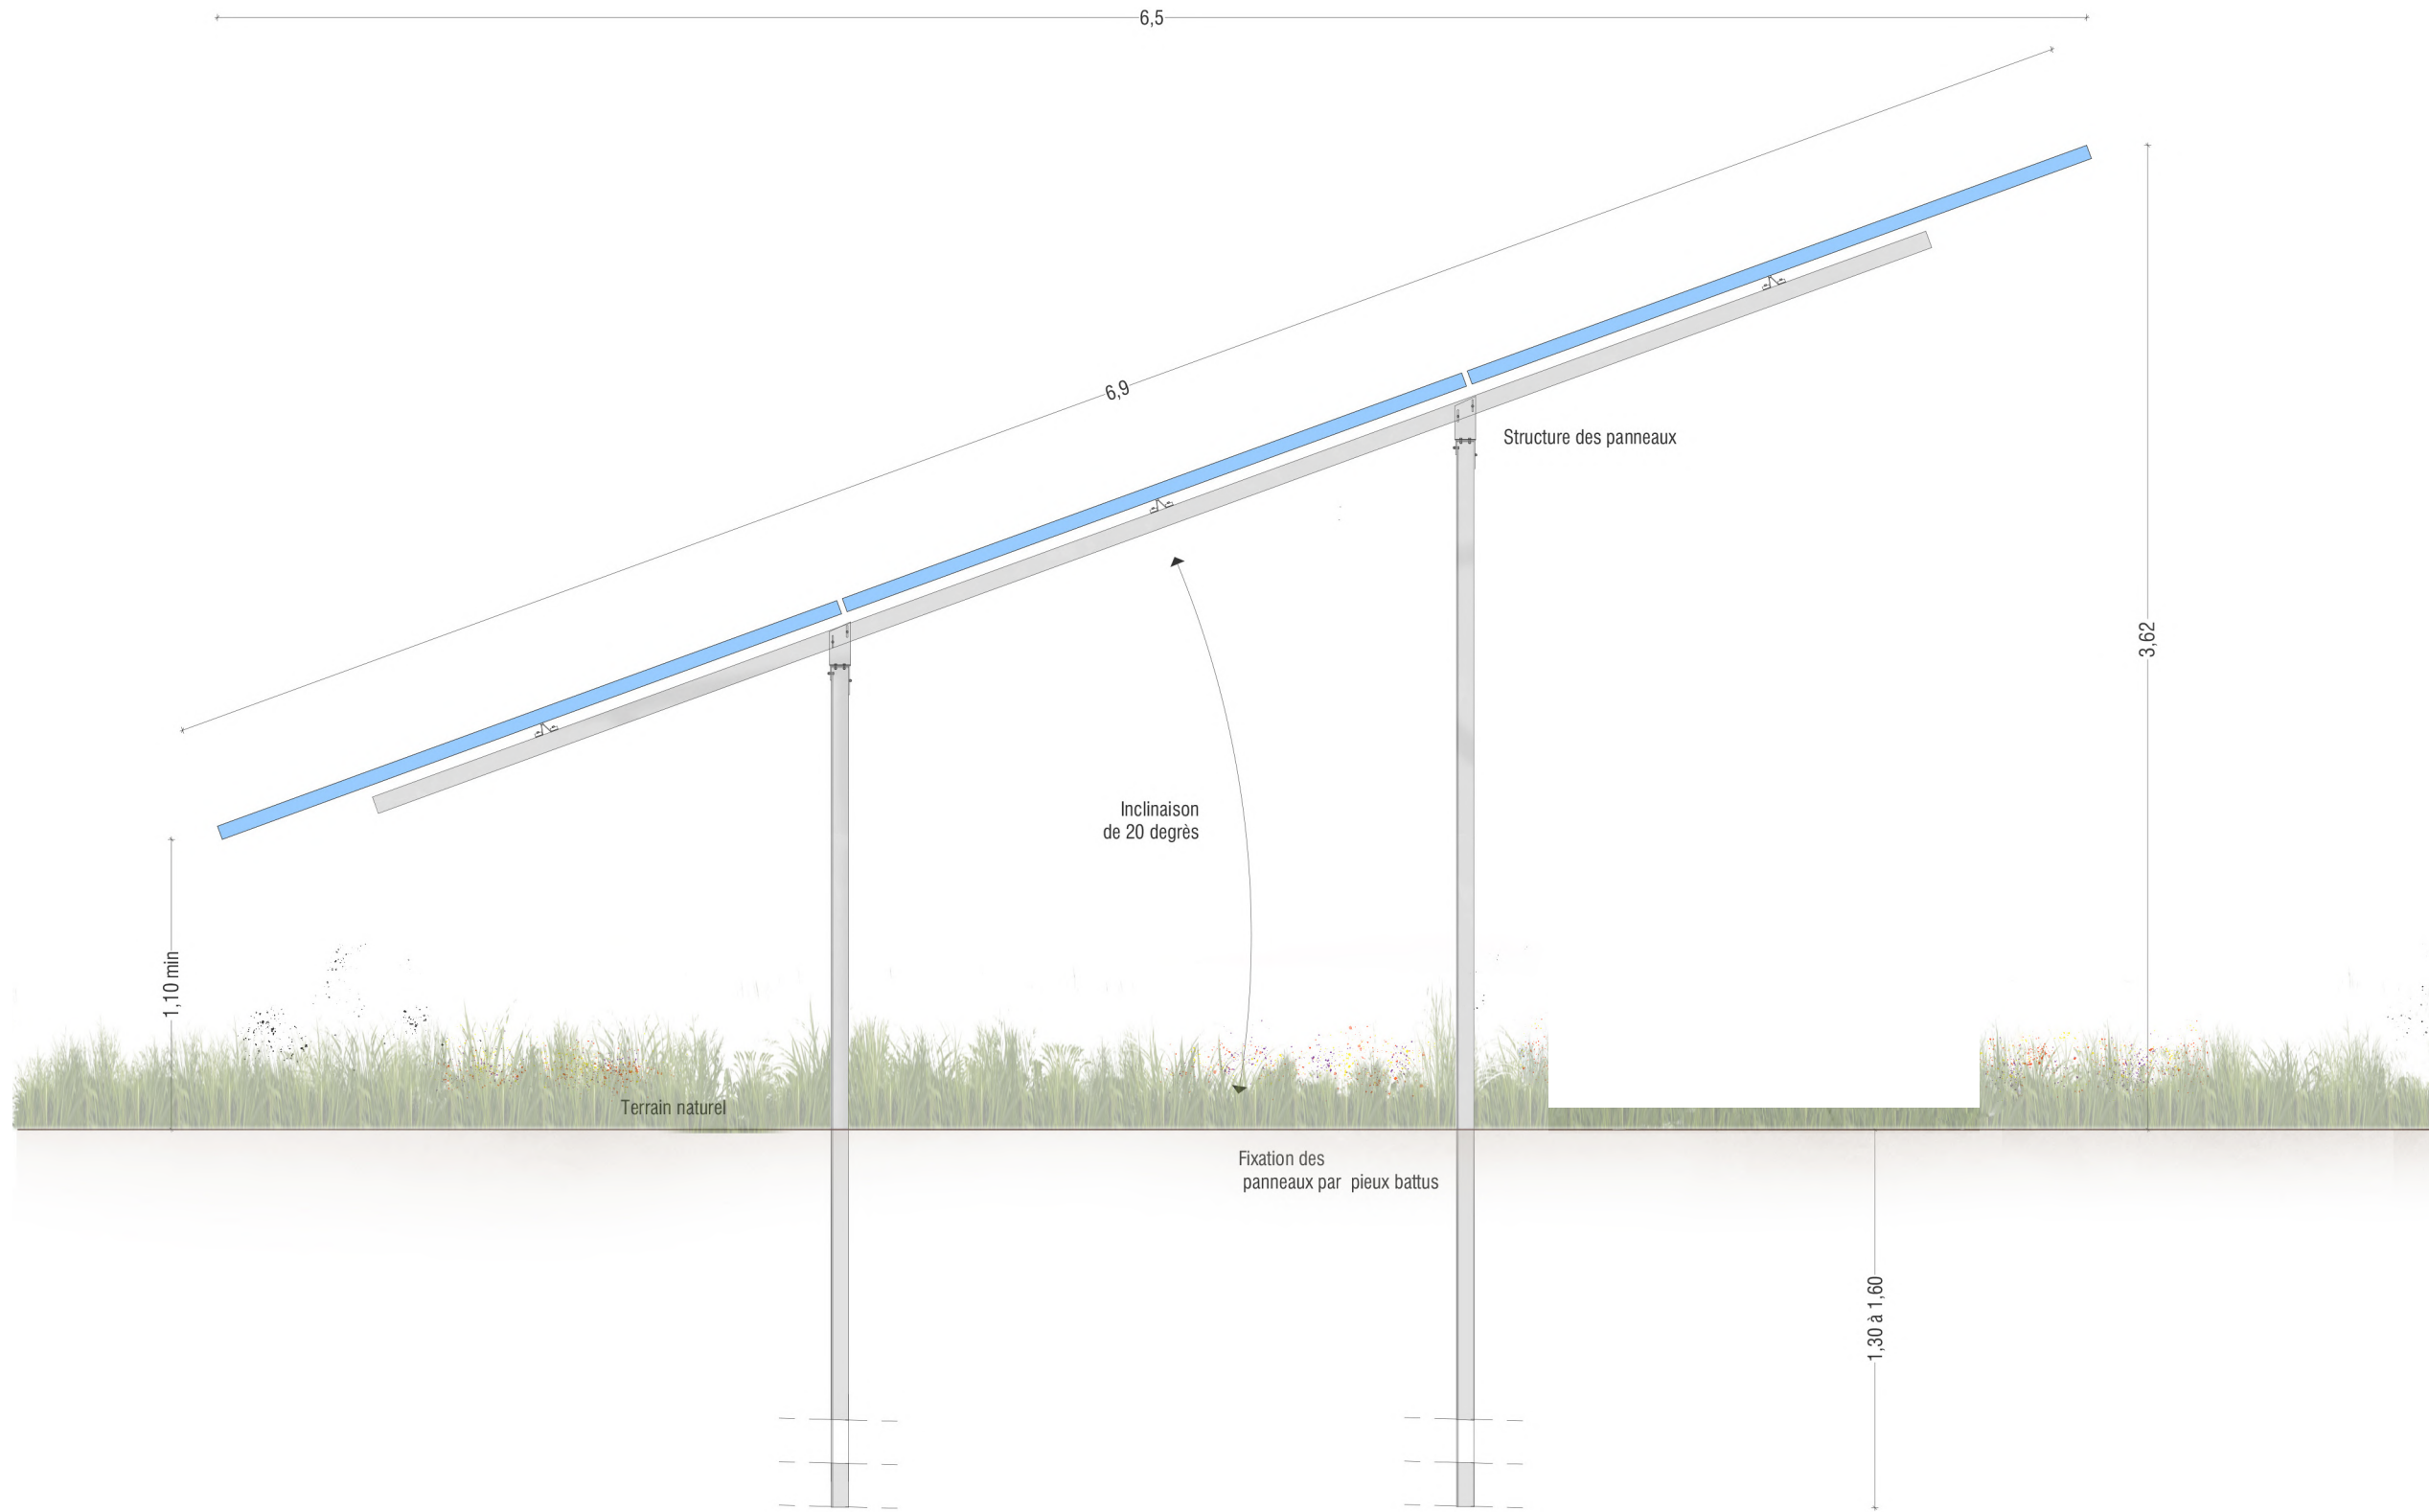 6,5
6,9
Structure des panneaux
3,62
Inclinaison
de 20 degrès
1,10 min
Terrain naturel
Fixation des
panneaux par pieux battus
1,30 à 1,60